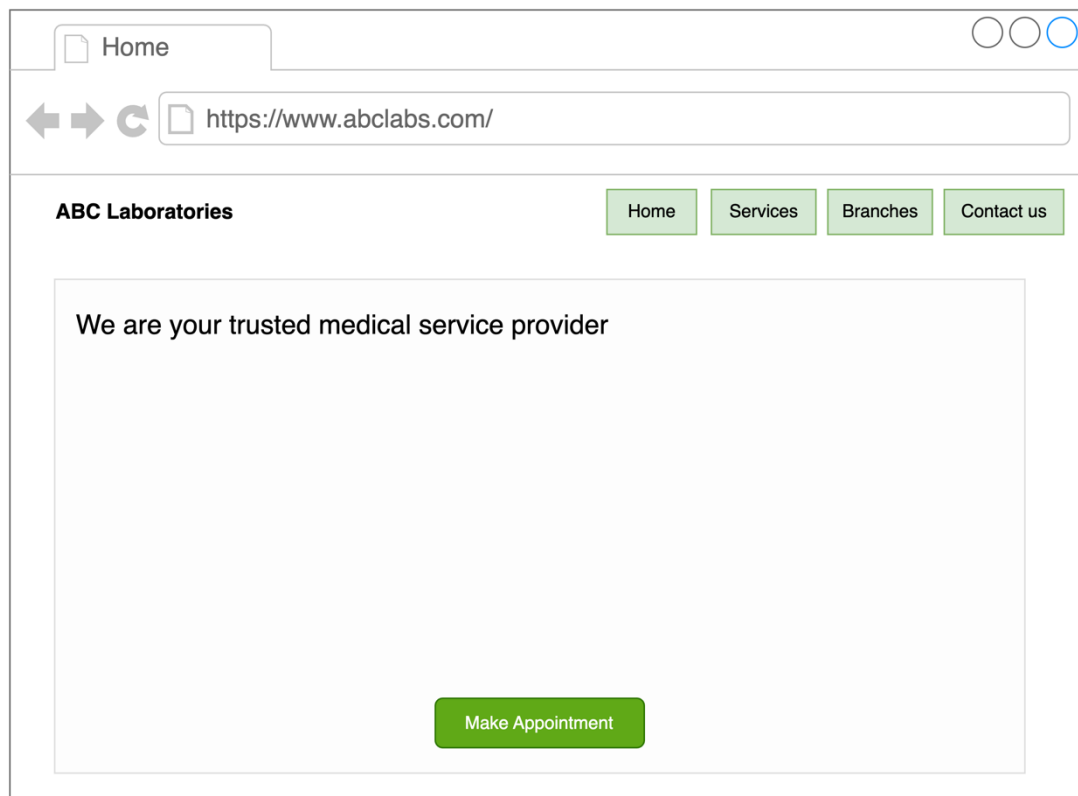 Home
https://www.abclabs.com/
ABC Laboratories
Home
Services
Branches
Contact us
We are your trusted medical service provider
Make Appointment